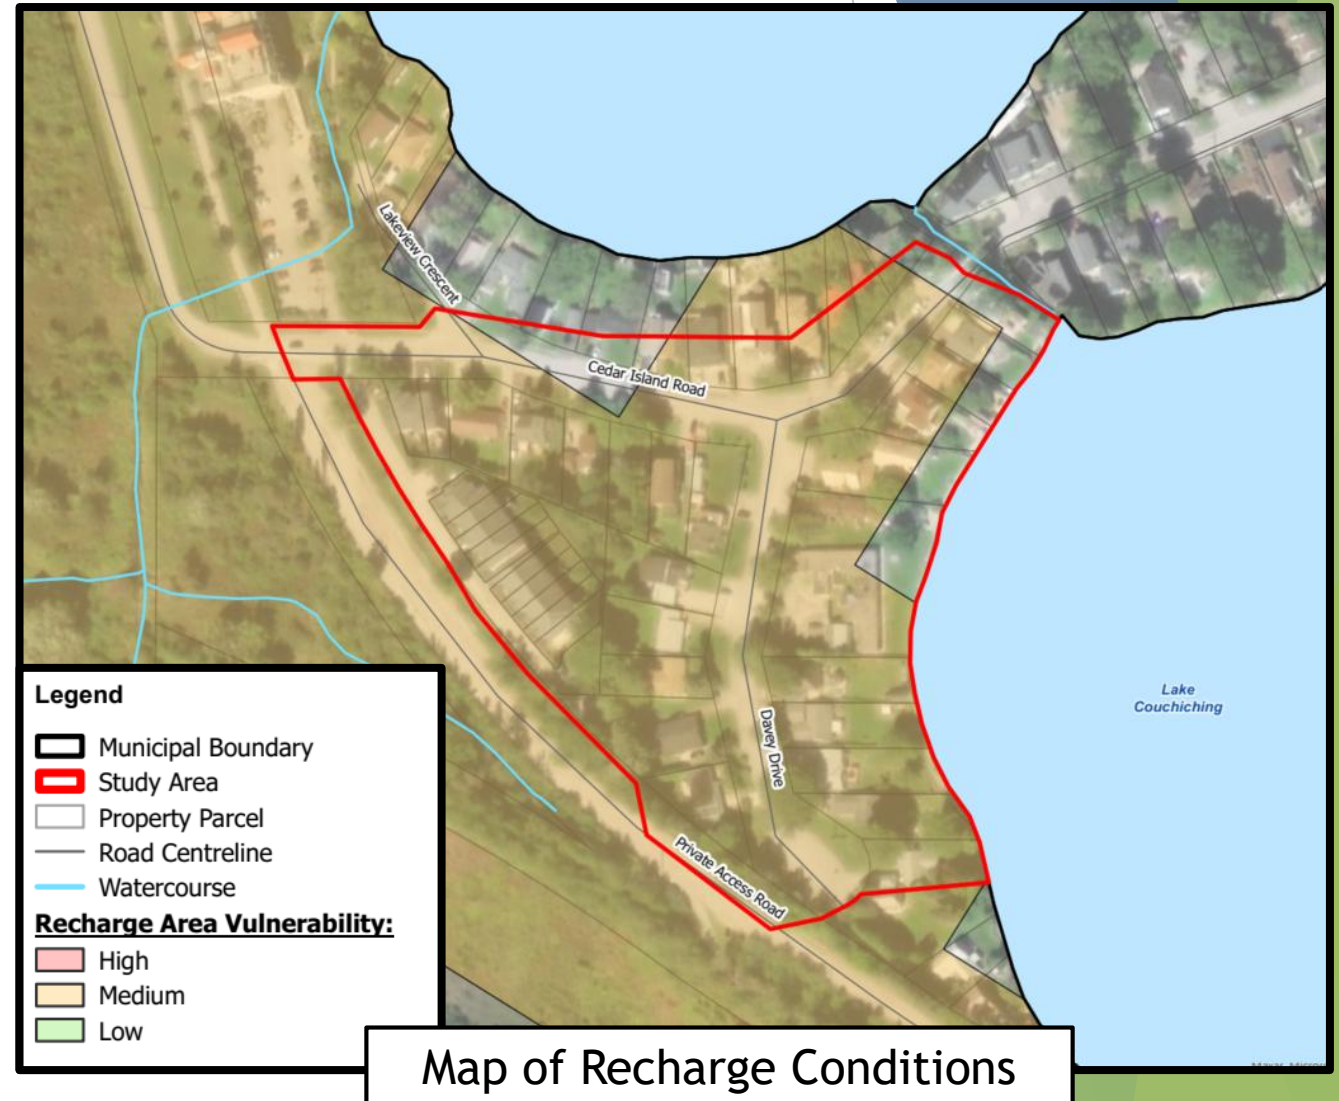 Lakeview Crescent
Cedar Island Road
Lake
Couchiching
Davey Drive
Private Access Road
Legend
Municipal Boundary
Study Area
Property Parcel
Road Centreline
Watercourse
Recharge Area Vulnerability:
High
Medium
Low
Map of Recharge Conditions